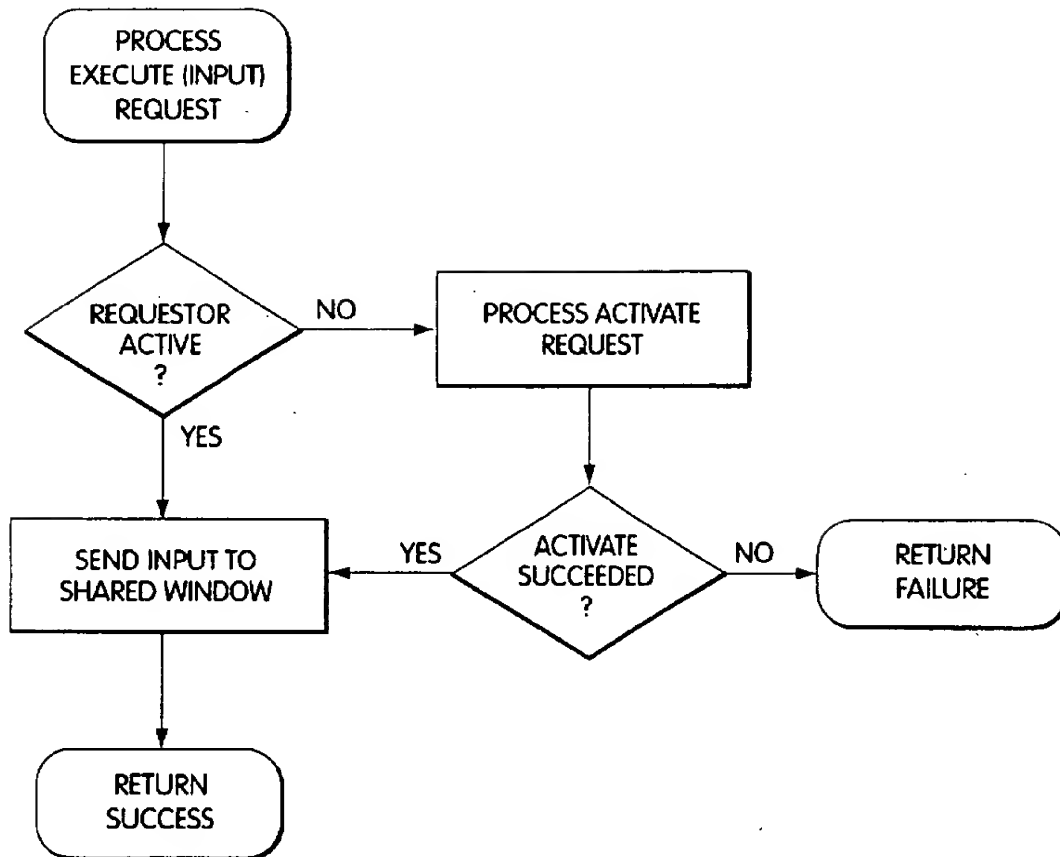 PROCESS
EXECUTE (INPUT)
REQUEST
REQUESTOR
ACTIVE
?
NO
PROCESS ACTIVATE
REQUEST
YES
SEND INPUT TO
SHARED WINDOW
YES
ACTIVATE
SUCCEEDED
?
NO
RETURN
FAILURE
RETURN
SUCCESS